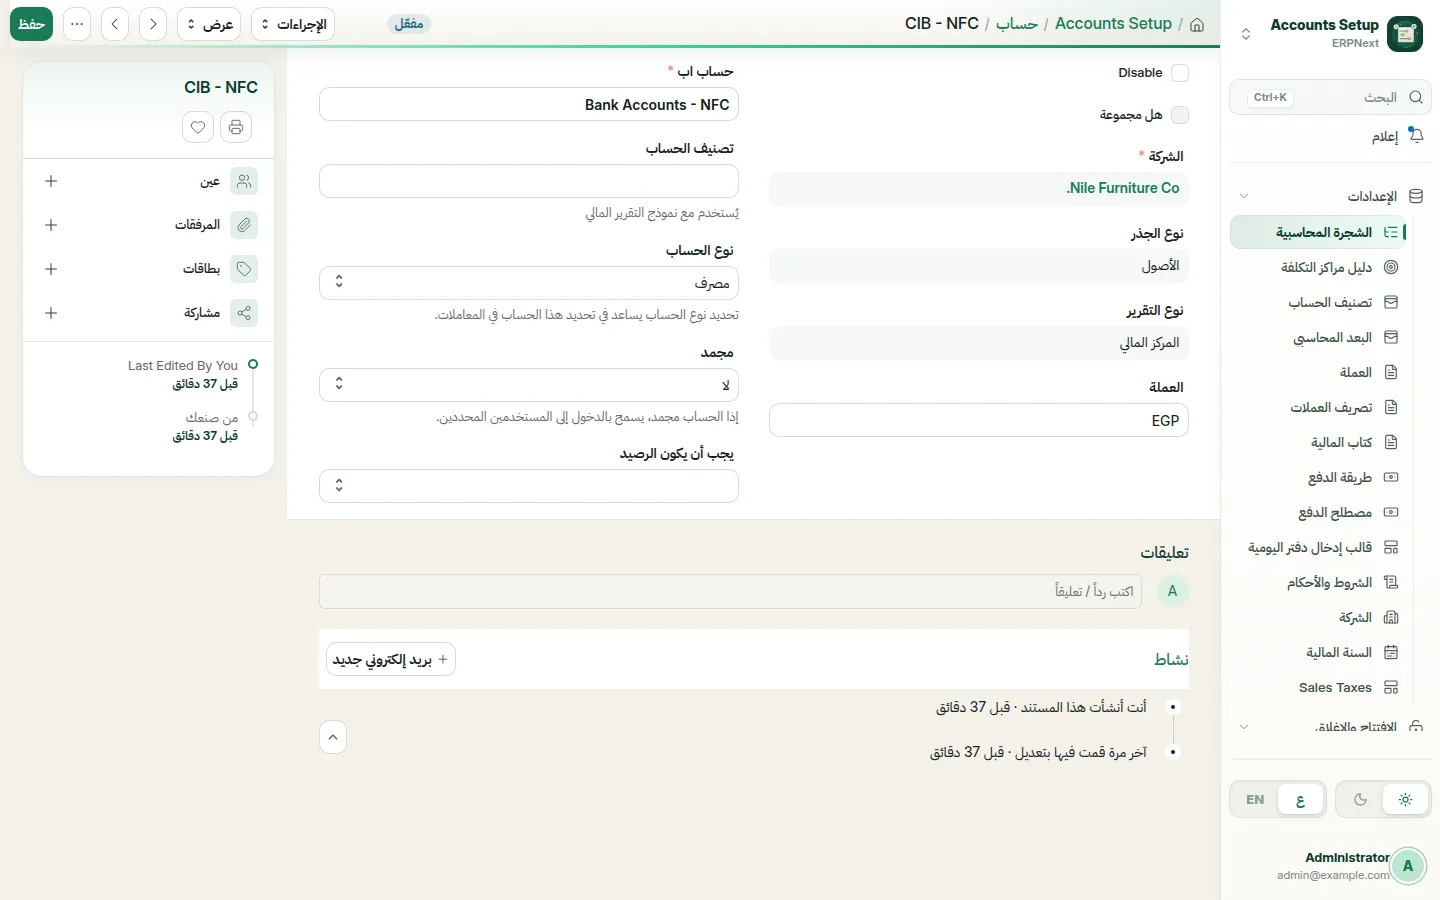 Accounts Setup
ERPNext
البحث
Ctrl+K
إعلام
الإعدادات
الشجرة المحاسبية
دليل مراكز التكلفة
تصنيف الحساب
البعد المحاسبي
العملة
تصريف العملات
كتاب المالية
طريقة الدفع
مصطلح الدفع
قالب إدخال دفتر اليومية
الشروط والأحكام
الشركة
السنة المالية
Sales Taxes
الافتتاح والإغلاق
ع
EN
Administrator
admin@example.com
A
/ Accounts Setup / حساب / CIB - NFC
مفعّل
الإجراءات
عرض
حفظ
Disable
هل مجموعة
الشركة *
Nile Furniture Co.
نوع الجذر
الأصول
نوع التقرير
المركز المالي
العملة
EGP
حساب اب *
Bank Accounts - NFC
تصنيف الحساب
يُستخدم مع نموذج التقرير المالي
نوع الحساب
مصرف
تحديد نوع الحساب يساعد في تحديد هذا الحساب في المعاملات.
مجمد
لا
إذا الحساب مجمد، يسمح بالدخول إلى المستخدمين المحددين.
يجب أن يكون الرصيد
CIB - NFC
عين
المرفقات
بطاقات
مشاركة
Last Edited By You
قبل 37 دقائق
من صنعك
قبل 37 دقائق
تعليقات
A
اكتب رداً / تعليقاً
نشاط
بريد إلكتروني جديد
أنت أنشأت هذا المستند · قبل 37 دقائق
آخر مرة قمت فيها بتعديل · قبل 37 دقائق